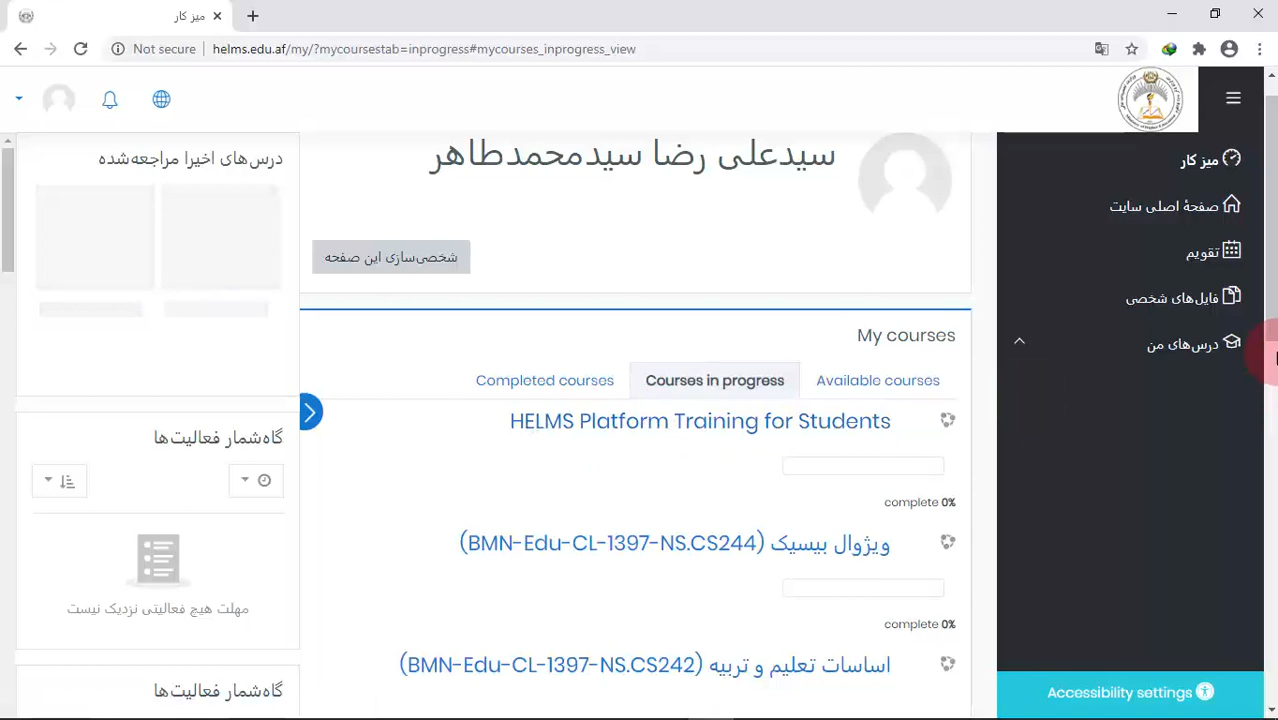 میز کار
Not secure
helms.edu.af/my/?mycoursestab=inprogress#mycourses_inprogress_view
میز کار
صفحهٔ اصلی سایت
تقویم
فایل‌های شخصی
درس‌های من
Accessibility settings
سیدعلی رضا سیدمحمدطاهر
شخصی‌سازی این صفحه
My courses
Available courses
Courses in progress
Completed courses
HELMS Platform Training for Students
complete 0%
ویژوال بیسیک (BMN-Edu-CL-1397-NS.CS244)
complete 0%
اساسات تعلیم و تربیه (BMN-Edu-CL-1397-NS.CS242)
درس‌های اخیرا مراجعه‌شده
گاه‌شمار فعالیت‌ها
مهلت هیچ فعالیتی نزدیک نیست
گاه‌شمار فعالیت‌ها